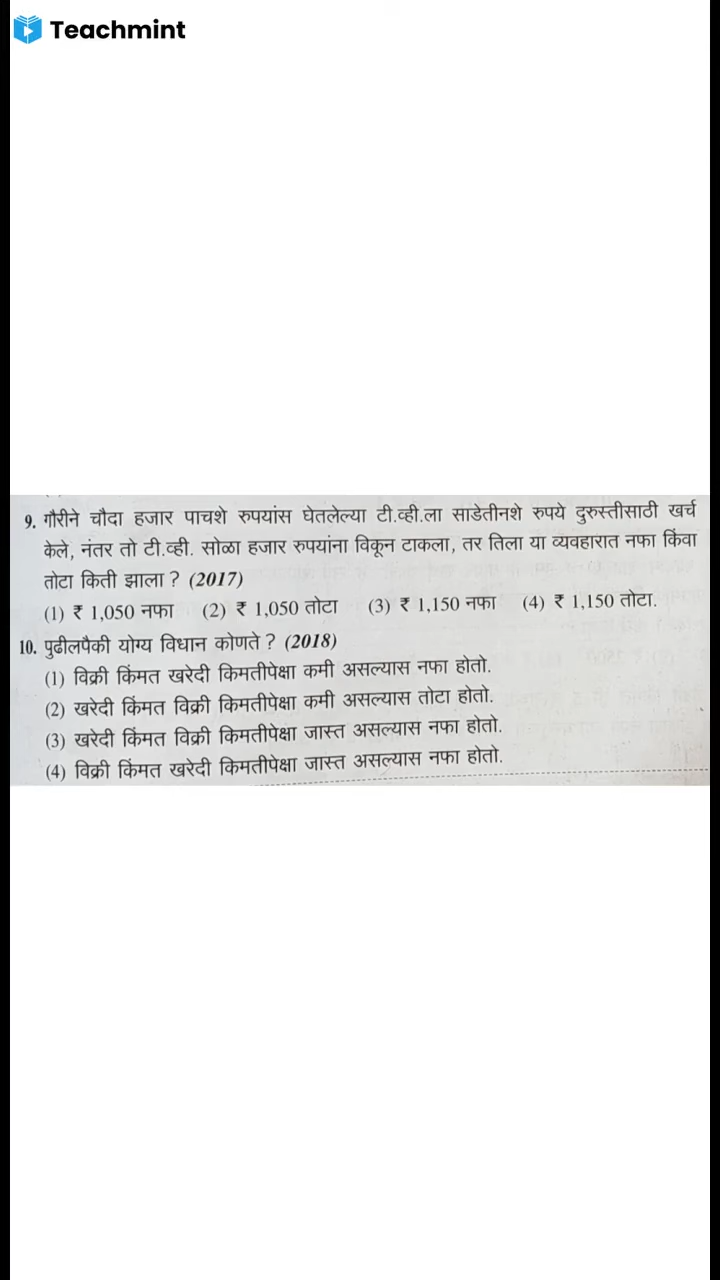 Teachmint
9. गौरीने चौदा हजार पाचशे रुपयांस घेतलेल्या टी.व्ही.ला साडेतीनशे रुपये दुरुस्तीसाठी खर्च
केले, नंतर तो टी.व्ही. सोळा हजार रुपयांना विकून टाकला, तर तिला या व्यवहारात नफा किंवा
तोटा किती झाला ? (2017)
(1) ₹ 1,050 नफा (2) ₹ 1,050 तोटा (3) ₹ 1,150 नफा (4) ₹ 1,150 तोटा.
10. पुढीलपैकी योग्य विधान कोणते ? (2018)
(1) विक्री किंमत खरेदी किमतीपेक्षा कमी असल्यास नफा होतो.
(2) खरेदी किंमत विक्री किमतीपेक्षा कमी असल्यास तोटा होतो.
(3) खरेदी किंमत विक्री किमतीपेक्षा जास्त असल्यास नफा होतो.
(4) विक्री किंमत खरेदी किमतीपेक्षा जास्त असल्यास नफा होतो.